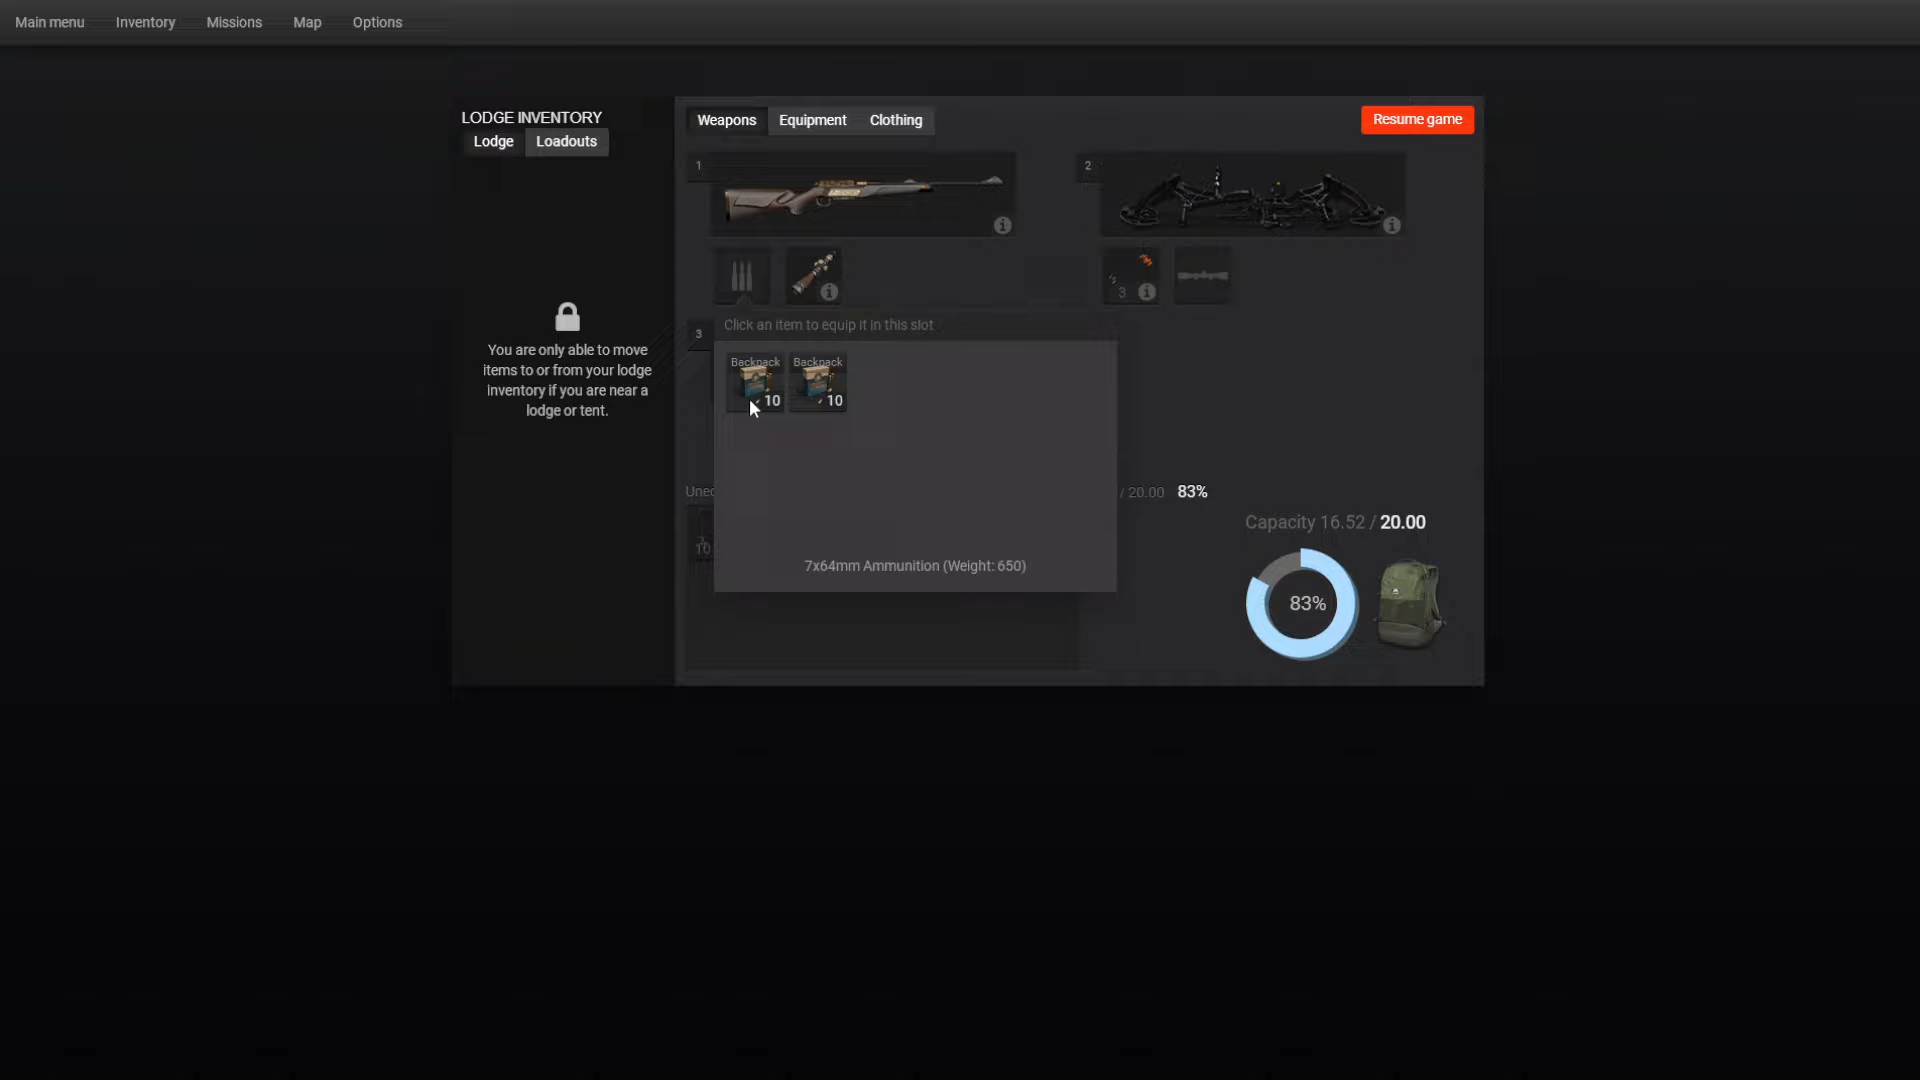 Main menu
Inventory
Missions
Map
Options
LODGE INVENTORY
Lodge
Loadouts
You are only able to move
items to or from your lodge
inventory if you are near a
lodge or tent.
Weapons
Equipment
Clothing
Resume game
1
2
3
Click an item to equip it in this slot
3
Backpack
10
Backpack
10
7x64mm Ammunition (Weight: 650)
10
/ 20.00 83%
Capacity 16.52 / 20.00
83%